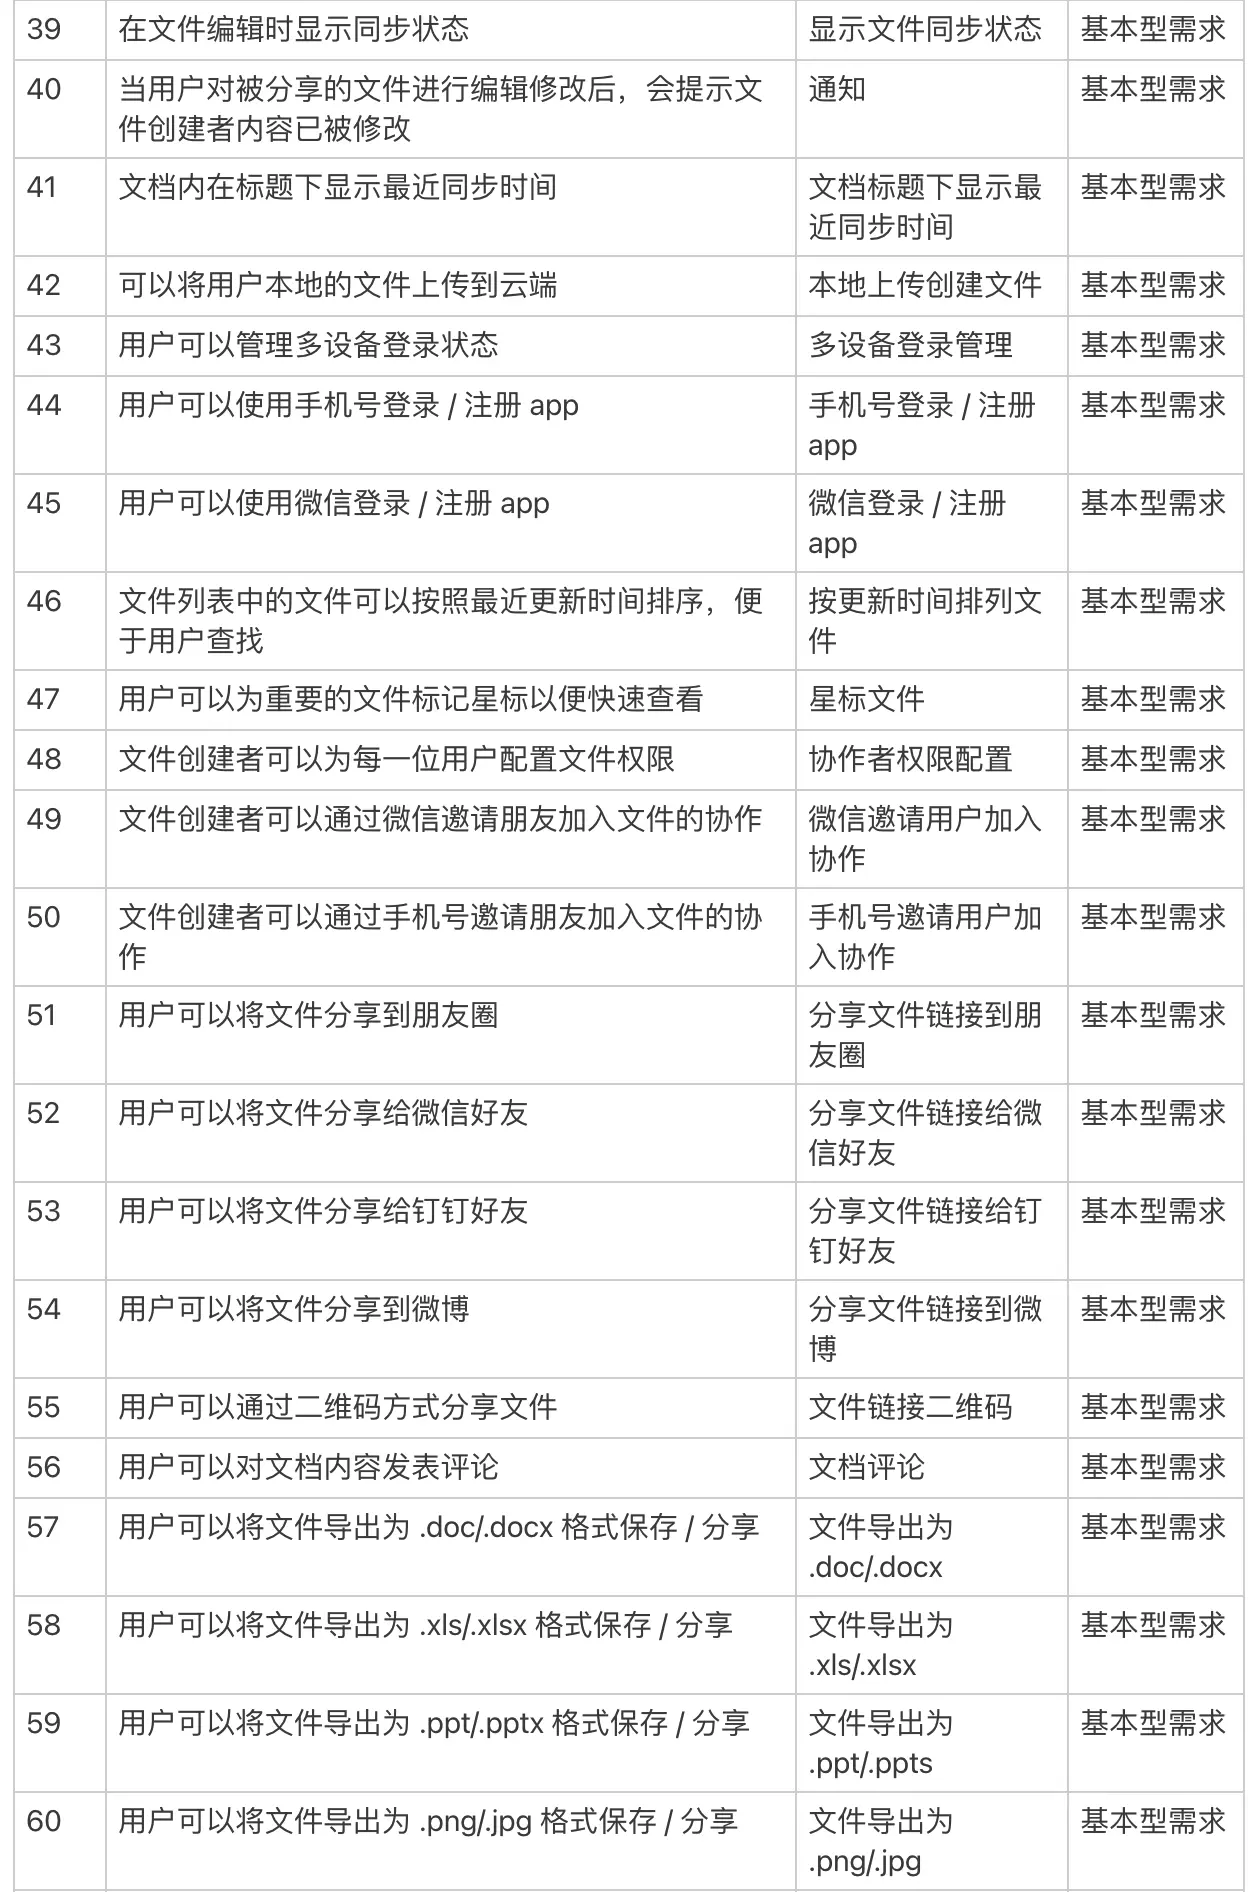 39 在文件编辑时显示同步状态 显示文件同步状态 基本型需求
40 当用户对被分享的文件进行编辑修改后，会提示文 通知 基本型需求
件创建者内容已被修改
41 文档内在标题下显示最近同步时间 文档标题下显示最 基本型需求
近同步时间
42 可以将用户本地的文件上传到云端 本地上传创建文件 基本型需求
43 用户可以管理多设备登录状态 多设备登录管理 基本型需求
44 用户可以使用手机号登录 / 注册 app 手机号登录 / 注册 基本型需求
app
45 用户可以使用微信登录 / 注册 app 微信登录 / 注册 基本型需求
app
46 文件列表中的文件可以按照最近更新时间排序，便 按更新时间排列文 基本型需求
于用户查找 件
47 用户可以为重要的文件标记星标以便快速查看 星标文件 基本型需求
48 文件创建者可以为每一位用户配置文件权限 协作者权限配置 基本型需求
49 文件创建者可以通过微信邀请朋友加入文件的协作 微信邀请用户加入 基本型需求
协作
50 文件创建者可以通过手机号邀请朋友加入文件的协 手机号邀请用户加 基本型需求
作 入协作
51 用户可以将文件分享到朋友圈 分享文件链接到朋 基本型需求
友圈
52 用户可以将文件分享给微信好友 分享文件链接给微 基本型需求
信好友
53 用户可以将文件分享给钉钉好友 分享文件链接给钉 基本型需求
钉好友
54 用户可以将文件分享到微博 分享文件链接到微 基本型需求
博
55 用户可以通过二维码方式分享文件 文件链接二维码 基本型需求
56 用户可以对文档内容发表评论 文档评论 基本型需求
57 用户可以将文件导出为 .doc/.docx 格式保存 / 分享 文件导出为 基本型需求
.doc/.docx
58 用户可以将文件导出为 .xls/.xlsx 格式保存 / 分享 文件导出为 基本型需求
.xls/.xlsx
59 用户可以将文件导出为 .ppt/.pptx 格式保存 / 分享 文件导出为 基本型需求
.ppt/.ppts
60 用户可以将文件导出为 .png/.jpg 格式保存 / 分享 文件导出为 基本型需求
.png/.jpg